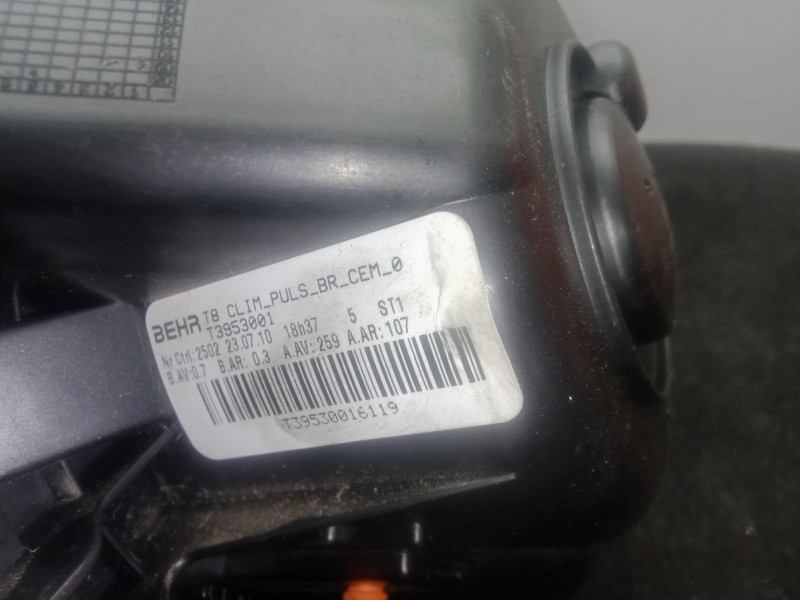 BEHR T8 CLIM_PULS_BR_CEM_0
T3953001
Nr Ctrl:2502 23.07.10 18h37 5 ST1
B.AV:0.7 B.AR: 0.3 A.AV:259 A.AR:107
T39530016119